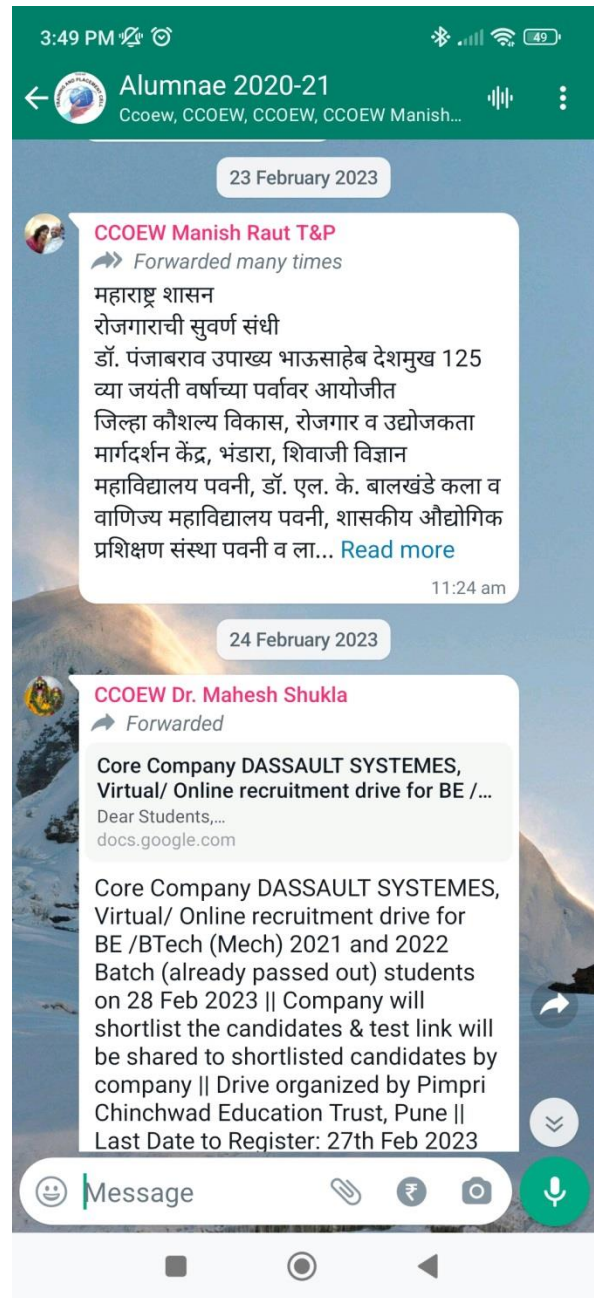 3:49 PM
49
Alumnae 2020-21
Ccoew, CCOEW, CCOEW, CCOEW Manish...
23 February 2023
CCOEW Manish Raut T&P
Forwarded many times
महाराष्ट्र शासन
रोजगाराची सुवर्ण संधी
डॉ. पंजाबराव उपाख्य भाऊसाहेब देशमुख 125
व्या जयंती वर्षाच्या पर्वावर आयोजीत
जिल्हा कौशल्य विकास, रोजगार व उद्योजकता
मार्गदर्शन केंद्र, भंडारा, शिवाजी विज्ञान
महाविद्यालय पवनी, डॉ. एल. के. बालखंडे कला व
वाणिज्य महाविद्यालय पवनी, शासकीय औद्योगिक
प्रशिक्षण संस्था पवनी व ला... Read more
11:24 am
24 February 2023
CCOEW Dr. Mahesh Shukla
Forwarded
Core Company DASSAULT SYSTEMES,
Virtual/ Online recruitment drive for BE /...
Dear Students,...
docs.google.com
Core Company DASSAULT SYSTEMES,
Virtual/ Online recruitment drive for
BE /BTech (Mech) 2021 and 2022
Batch (already passed out) students
on 28 Feb 2023 || Company will
shortlist the candidates & test link will
be shared to shortlisted candidates by
company || Drive organized by Pimpri
Chinchwad Education Trust, Pune ||
Last Date to Register: 27th Feb 2023
Message